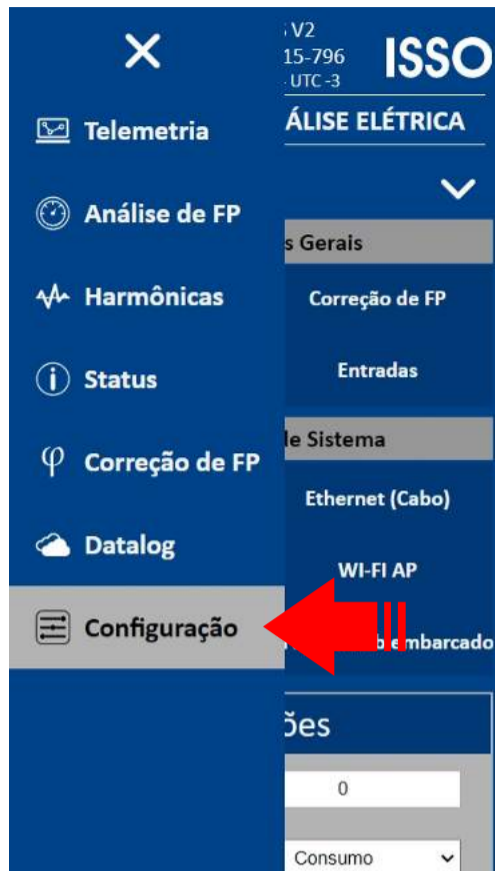 V2
15-796
UTC -3
ISSO
ÁLISE ELÉTRICA
Telemetria
Análise de FP
Harmônicas
Status
φ Correção de FP
Datalog
Configuração
s Gerais
Correção de FP
Entradas
de Sistema
Ethernet (Cabo)
WI-FI AP
embarcado
ões
0
Consumo